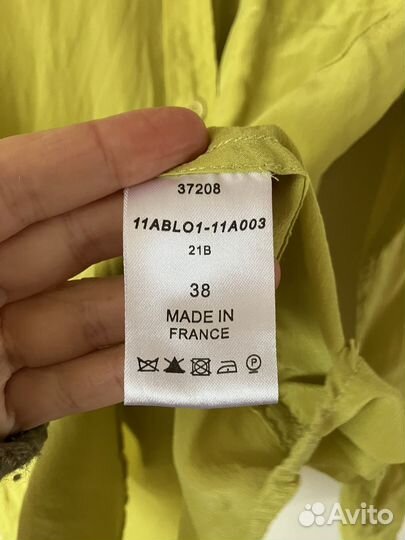 37208
11ABLO1-11A003
21B
38
MADE IN
FRANCE
P
Avito